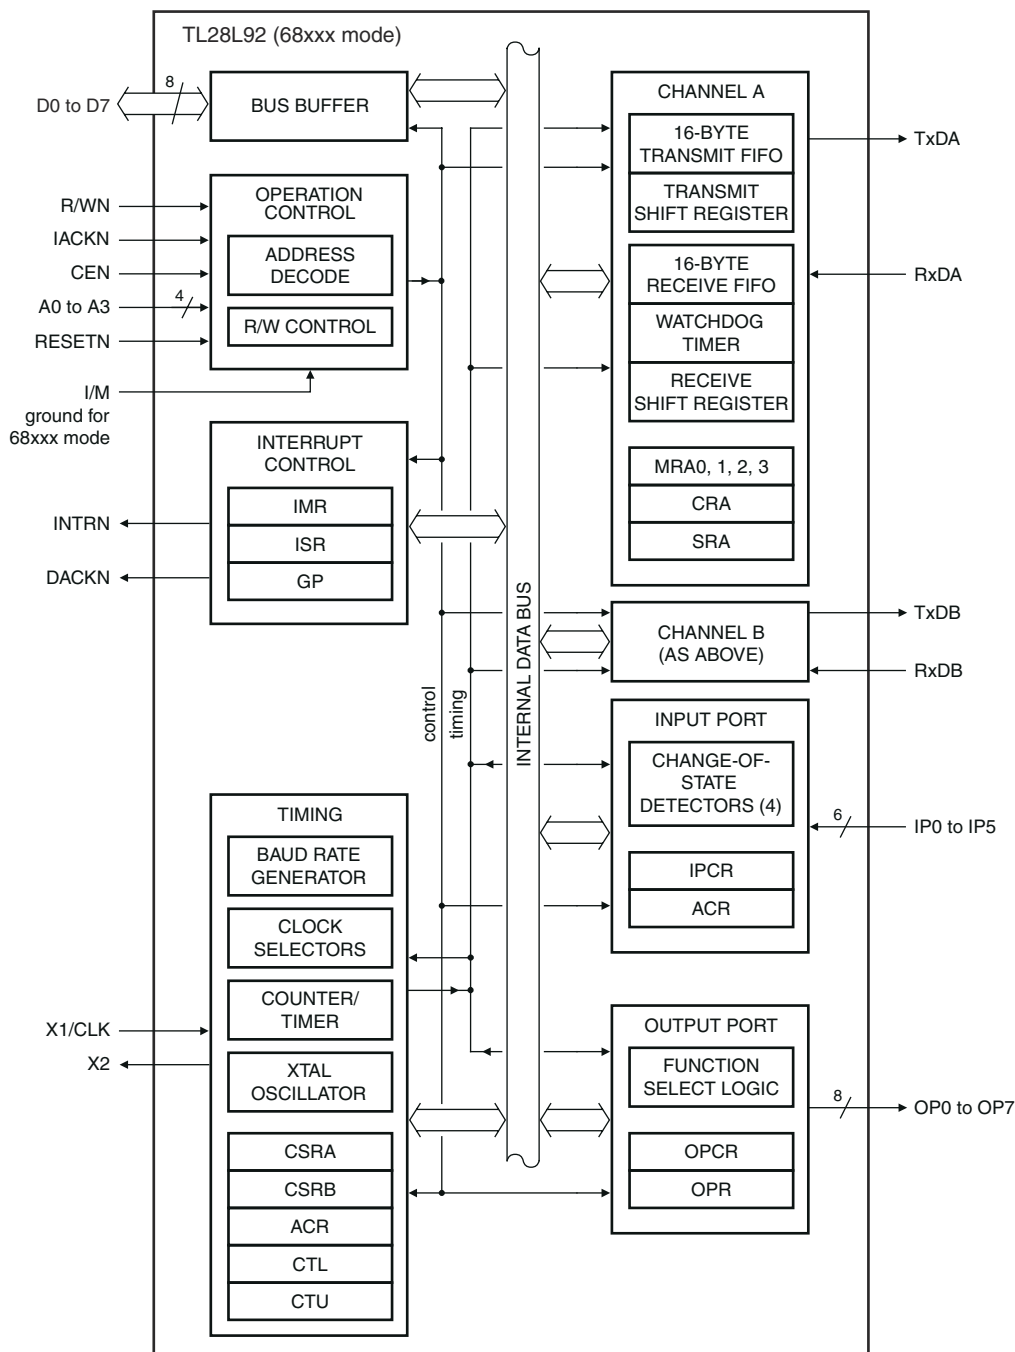 TL28L92 (68xxx mode)
8
D0 to D7
BUS BUFFER
R/WN
IACKN
CEN
4
A0 to A3
RESETN
I/M
ground for
68xxx mode
OPERATION
CONTROL
ADDRESS
DECODE
R/W CONTROL
INTRN
DACKN
INTERRUPT
CONTROL
IMR
ISR
GP
control
timing
INTERNAL DATA BUS
TIMING
BAUD RATE
GENERATOR
CLOCK
SELECTORS
COUNTER/
TIMER
XTAL
OSCILLATOR
X1/CLK
X2
CSRA
CSRB
ACR
CTL
CTU
CHANNEL A
16-BYTE
TRANSMIT FIFO
TRANSMIT
SHIFT REGISTER
16-BYTE
RECEIVE FIFO
WATCHDOG
TIMER
RECEIVE
SHIFT REGISTER
MRA0, 1, 2, 3
CRA
SRA
TxDA
RxDA
CHANNEL B
(AS ABOVE)
TxDB
RxDB
INPUT PORT
CHANGE-OF-
STATE
DETECTORS (4)
6
IP0 to IP5
IPCR
ACR
OUTPUT PORT
FUNCTION
SELECT LOGIC
8
OP0 to OP7
OPCR
OPR